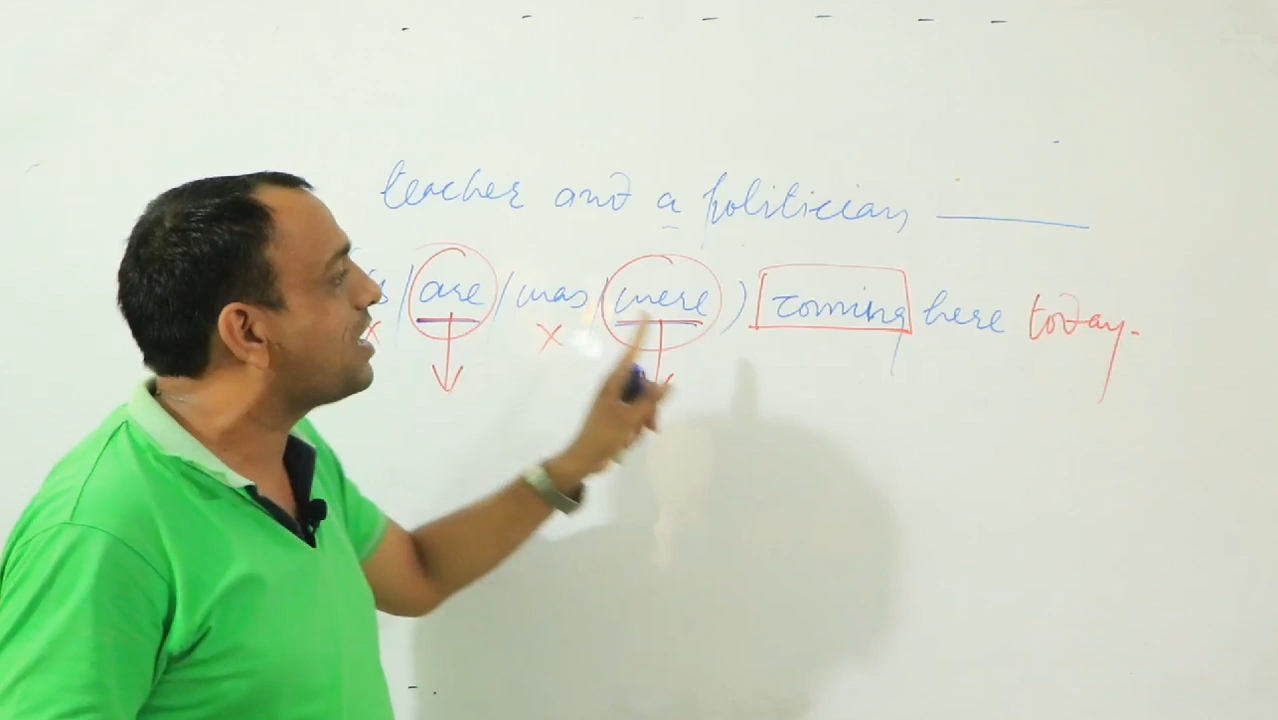 teacher and a politician ______
s / are / was / were ) coming here today.